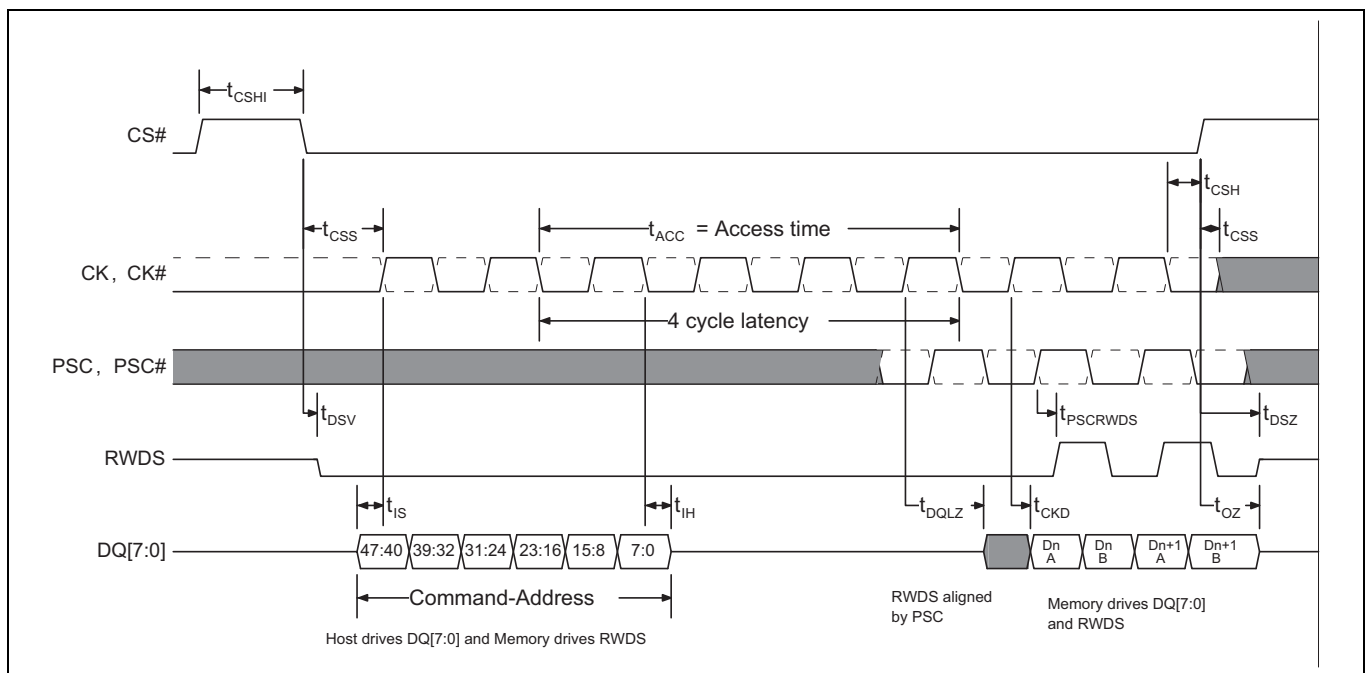 tCSHI
CS#
tCSH
tCSS
tACC = Access time
tCSS
CK, CK#
4 cycle latency
PSC, PSC#
tDSV
tPSCRWDS
tDSZ
RWDS
tIS
tIH
tDQLZ
tCKD
tOZ
DQ[7:0]
47:40 39:32 31:24 23:16 15:8 7:0
Dn A
Dn B
Dn+1 A
Dn+1 B
Command-Address
RWDS aligned
by PSC
Memory drives DQ[7:0]
and RWDS
Host drives DQ[7:0] and Memory drives RWDS